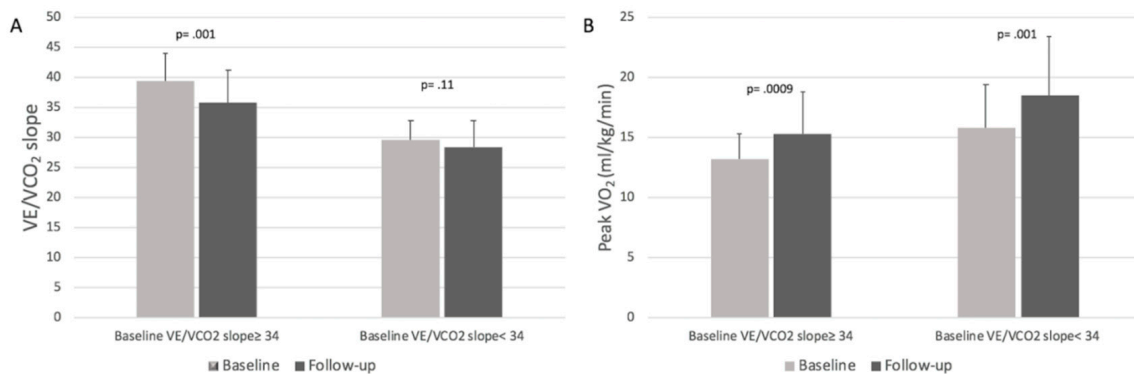 A
VE/VCO₂ slope
50
45
40
35
30
25
20
15
10
5
0
p= .001
p= .11
Baseline VE/VCO2 slope≥ 34
Baseline VE/VCO2 slope< 34
Baseline Follow-up
B
Peak VO₂ (ml/kg/min)
25
20
15
10
5
0
p= .0009
p= .001
Baseline VE/VCO2 slope≥ 34
Baseline VE/VCO2 slope< 34
Baseline Follow-up